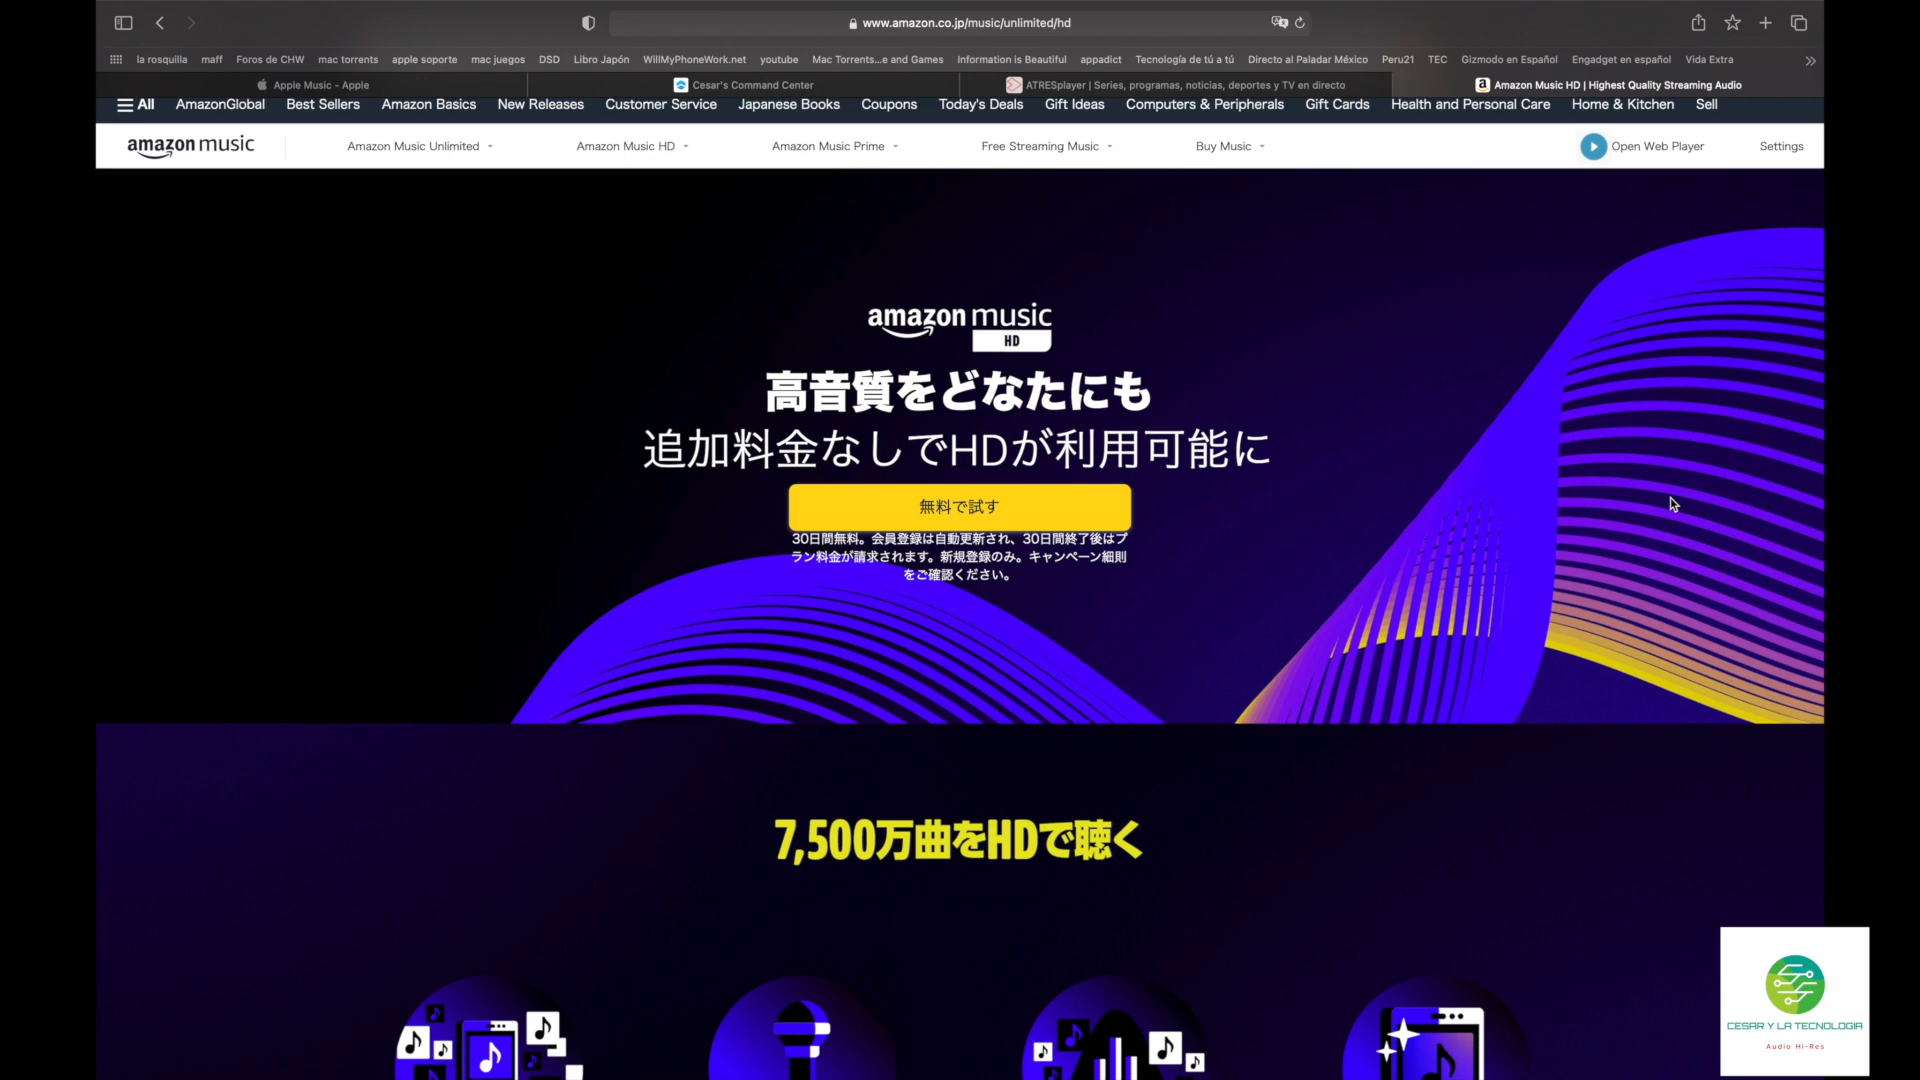 www.amazon.co.jp/music/unlimited/hd
la rosquilla maff Foros de CHW mac torrents apple soporte mac juegos DSD Libro Japón WillMyPhoneWork.net youtube Mac Torrents...e and Games Information is Beautiful appadict Tecnología de tú a tú Directo al Paladar México Peru21 TEC Gizmodo en Español Engadget en español Vida Extra
Apple Music - Apple Cesar's Command Center ATRESplayer | Series, programas, noticias, deportes y TV en directo Amazon Music HD | Highest Quality Streaming Audio
All AmazonGlobal Best Sellers Amazon Basics New Releases Customer Service Japanese Books Coupons Today's Deals Gift Ideas Computers & Peripherals Gift Cards Health and Personal Care Home & Kitchen Sell
amazon music Amazon Music Unlimited Amazon Music HD Amazon Music Prime Free Streaming Music Buy Music Open Web Player Settings
amazon music
HD
高音質をどなたにも
追加料金なしでHDが利用可能に
無料で試す
30日間無料。会員登録は自動更新され、30日間終了後はプ
ラン料金が請求されます。新規登録のみ。キャンペーン細則
をご確認ください。
7,500万曲をHDで聴く
CESAR Y LA TECNOLOGIA
Audio Hi-Res